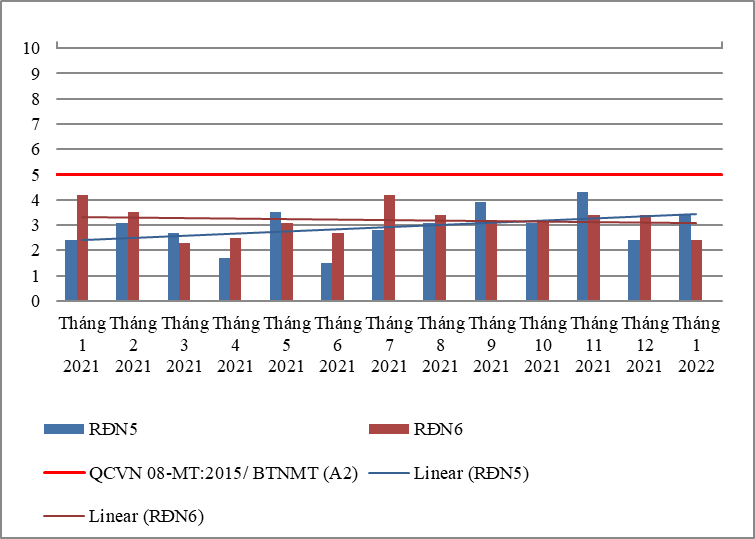 10
9
8
7
6
5
4
3
2
1
0
Tháng Tháng Tháng Tháng Tháng Tháng Tháng Tháng Tháng Tháng Tháng Tháng Tháng
1 2 3 4 5 6 7 8 9 10 11 12 1
2021 2021 2021 2021 2021 2021 2021 2021 2021 2021 2021 2021 2022
RĐN5 RĐN6
QCVN 08-MT:2015/ BTNMT (A2) Linear (RĐN5)
Linear (RĐN6)